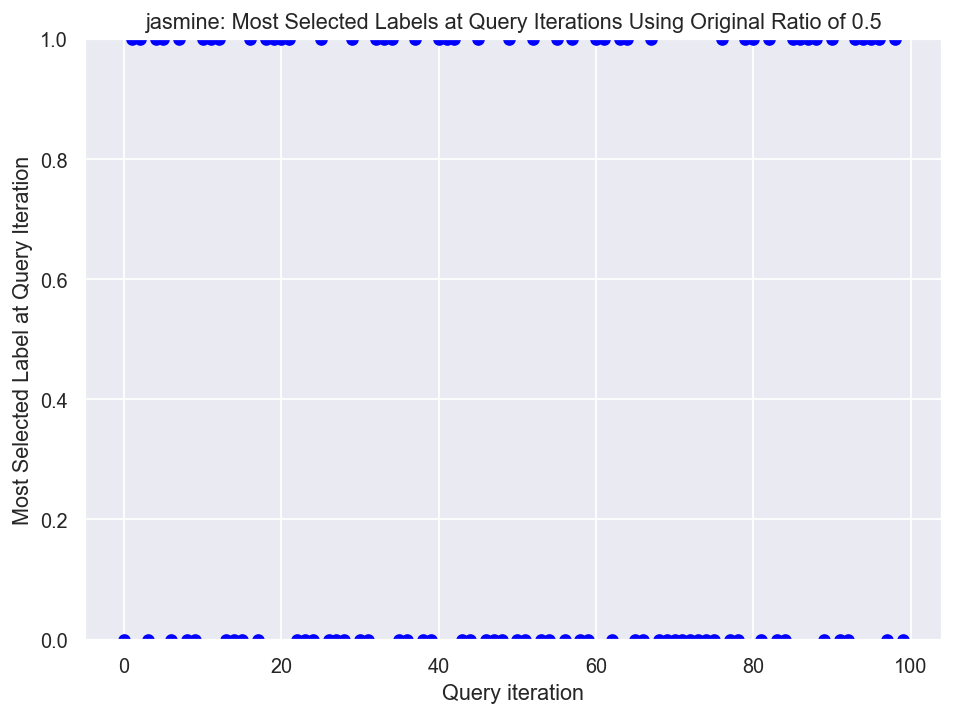 jasmine: Most Selected Labels at Query Iterations Using Original Ratio of 0.5
1.0
0.8
0.6
0.4
0.2
0.0
Most Selected Label at Query Iteration
0 20 40 60 80 100
Query iteration